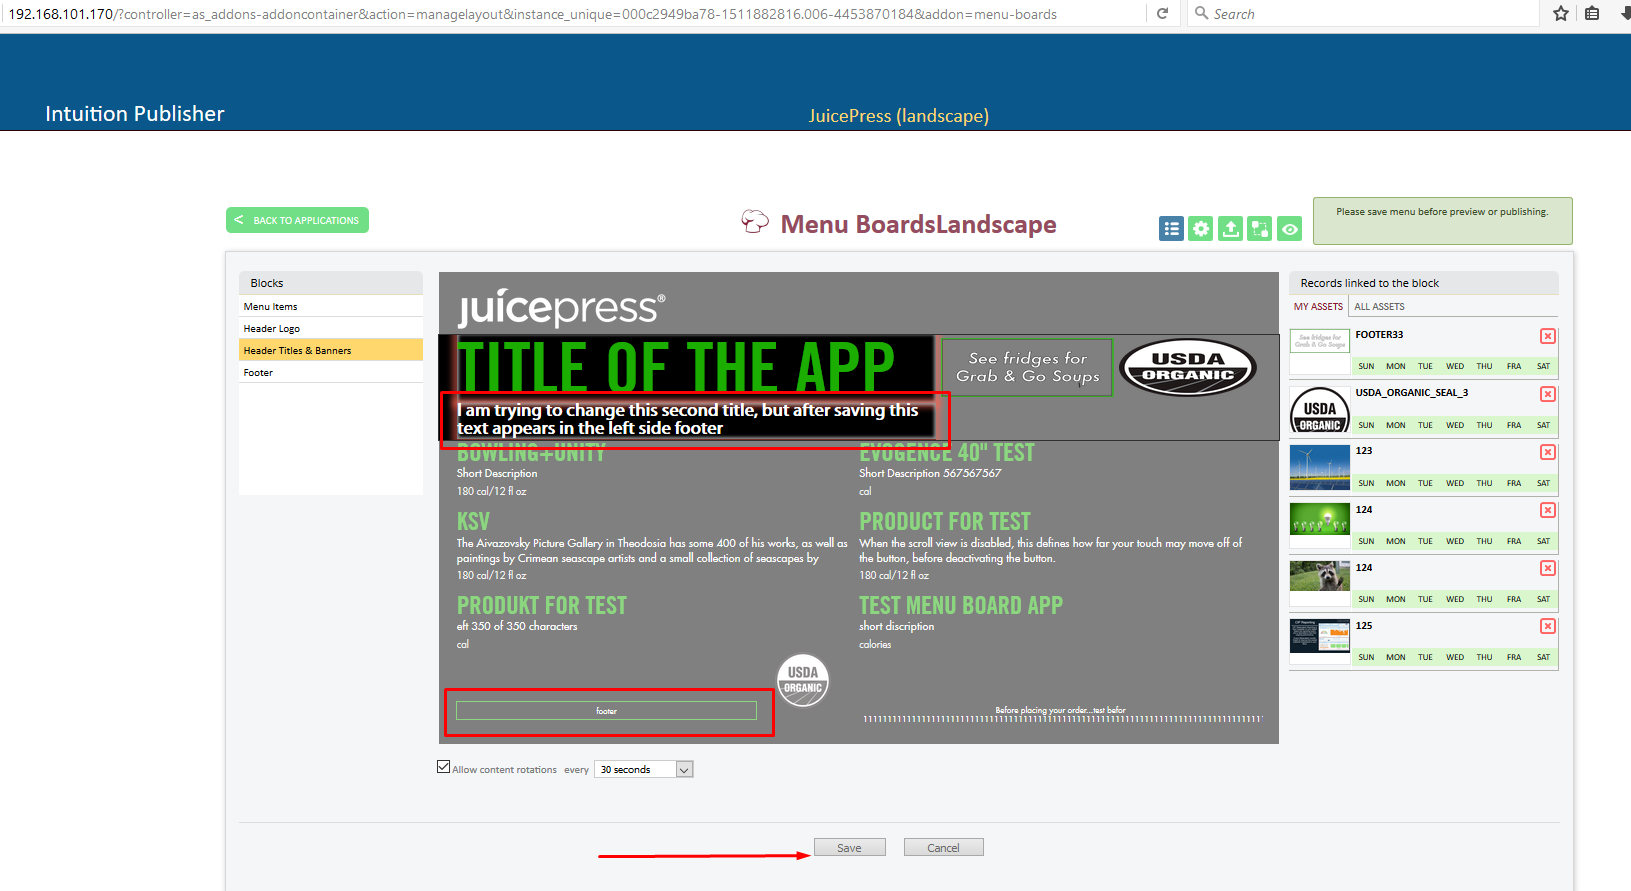 192.168.101.170/?controller=as_addons-addoncontainer&action=managelayout&instance_unique=000c2949ba78-1511882816.006-4453870184&addon=menu-boards
Search
Intuition Publisher
JuicePress (landscape)
< BACK TO APPLICATIONS
Menu BoardsLandscape
Please save menu before preview or publishing.
Blocks
Menu Items
Header Logo
Header Titles & Banners
Footer
juicepress®
TITLE OF THE APP
See fridges for
Grab & Go Soups
USDA
ORGANIC
I am trying to change this second title, but after saving this
text appears in the left side footer
BOWLING+UNITY
Short Description
180 cal/12 fl oz
EVOGENCE 40" TEST
Short Description 567567567
cal
KSV
The Aivazovsky Picture Gallery in Theodosia has some 400 of his works, as well as
paintings by Crimean seascape artists and a small collection of seascapes by
180 cal/12 fl oz
PRODUCT FOR TEST
When the scroll view is disabled, this defines how far your touch may move off of
the button, before deactivating the button.
180 cal/12 fl oz
PRODUKT FOR TEST
eft 350 of 350 characters
cal
TEST MENU BOARD APP
short discription
calories
USDA
ORGANIC
footer
Before placing your order...test befor
Allow content rotations every 30 seconds
Save
Cancel
Records linked to the block
MY ASSETS
ALL ASSETS
See fridges for
Grab & Go Soups
FOOTER33
SUN MON TUE WED THU FRA SAT
USDA
ORGANIC
USDA_ORGANIC_SEAL_3
SUN MON TUE WED THU FRA SAT
123
SUN MON TUE WED THU FRA SAT
124
SUN MON TUE WED THU FRA SAT
124
SUN MON TUE WED THU FRA SAT
125
SUN MON TUE WED THU FRA SAT